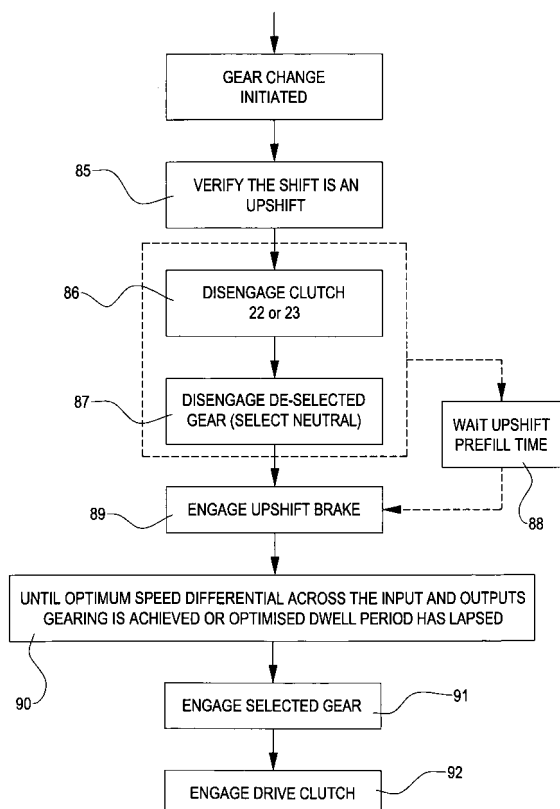 GEAR CHANGE
INITIATED
85
VERIFY THE SHIFT IS AN
UPSHIFT
86
DISENGAGE CLUTCH
22 or 23
87
DISENGAGE DE-SELECTED
GEAR (SELECT NEUTRAL)
WAIT UPSHIFT
PREFILL TIME
88
89
ENGAGE UPSHIFT BRAKE
UNTIL OPTIMUM SPEED DIFFERENTIAL ACROSS THE INPUT AND OUTPUTS
GEARING IS ACHIEVED OR OPTIMISED DWELL PERIOD HAS LAPSED
90
ENGAGE SELECTED GEAR
91
ENGAGE DRIVE CLUTCH
92